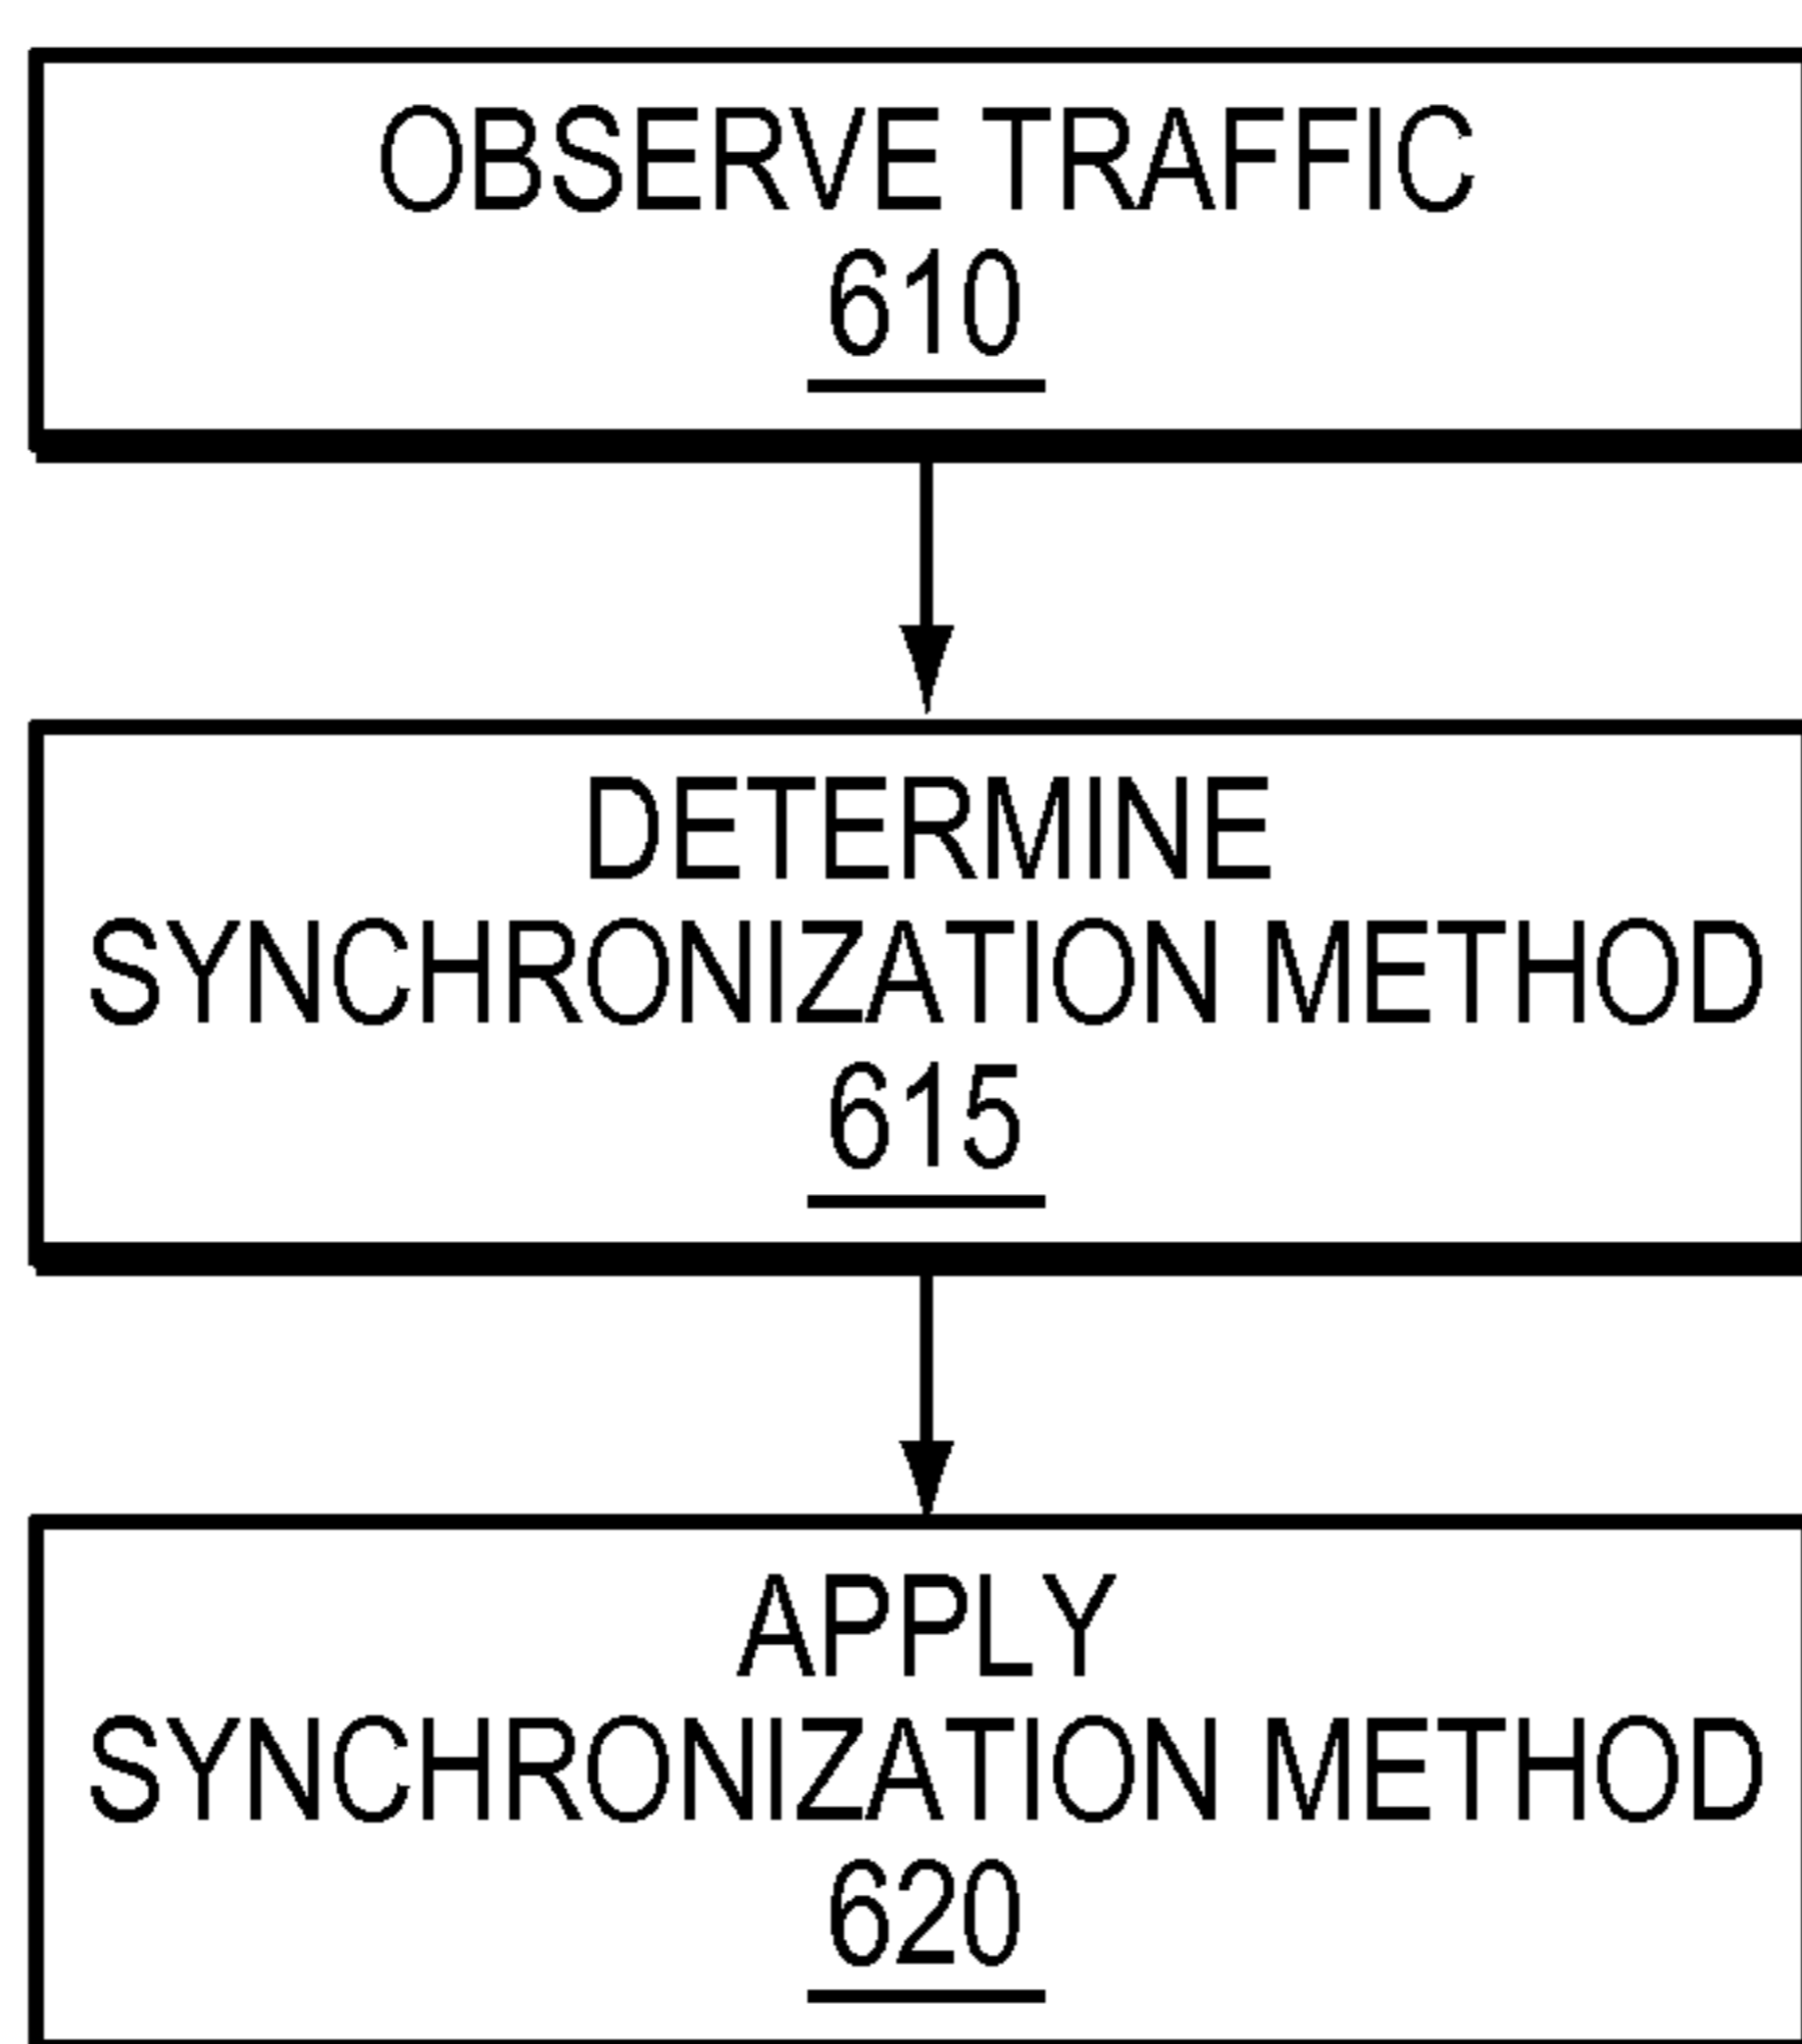 OBSERVE TRAFFIC
610
DETERMINE
SYNCHRONIZATION METHOD
615
APPLY
SYNCHRONIZATION METHOD
620